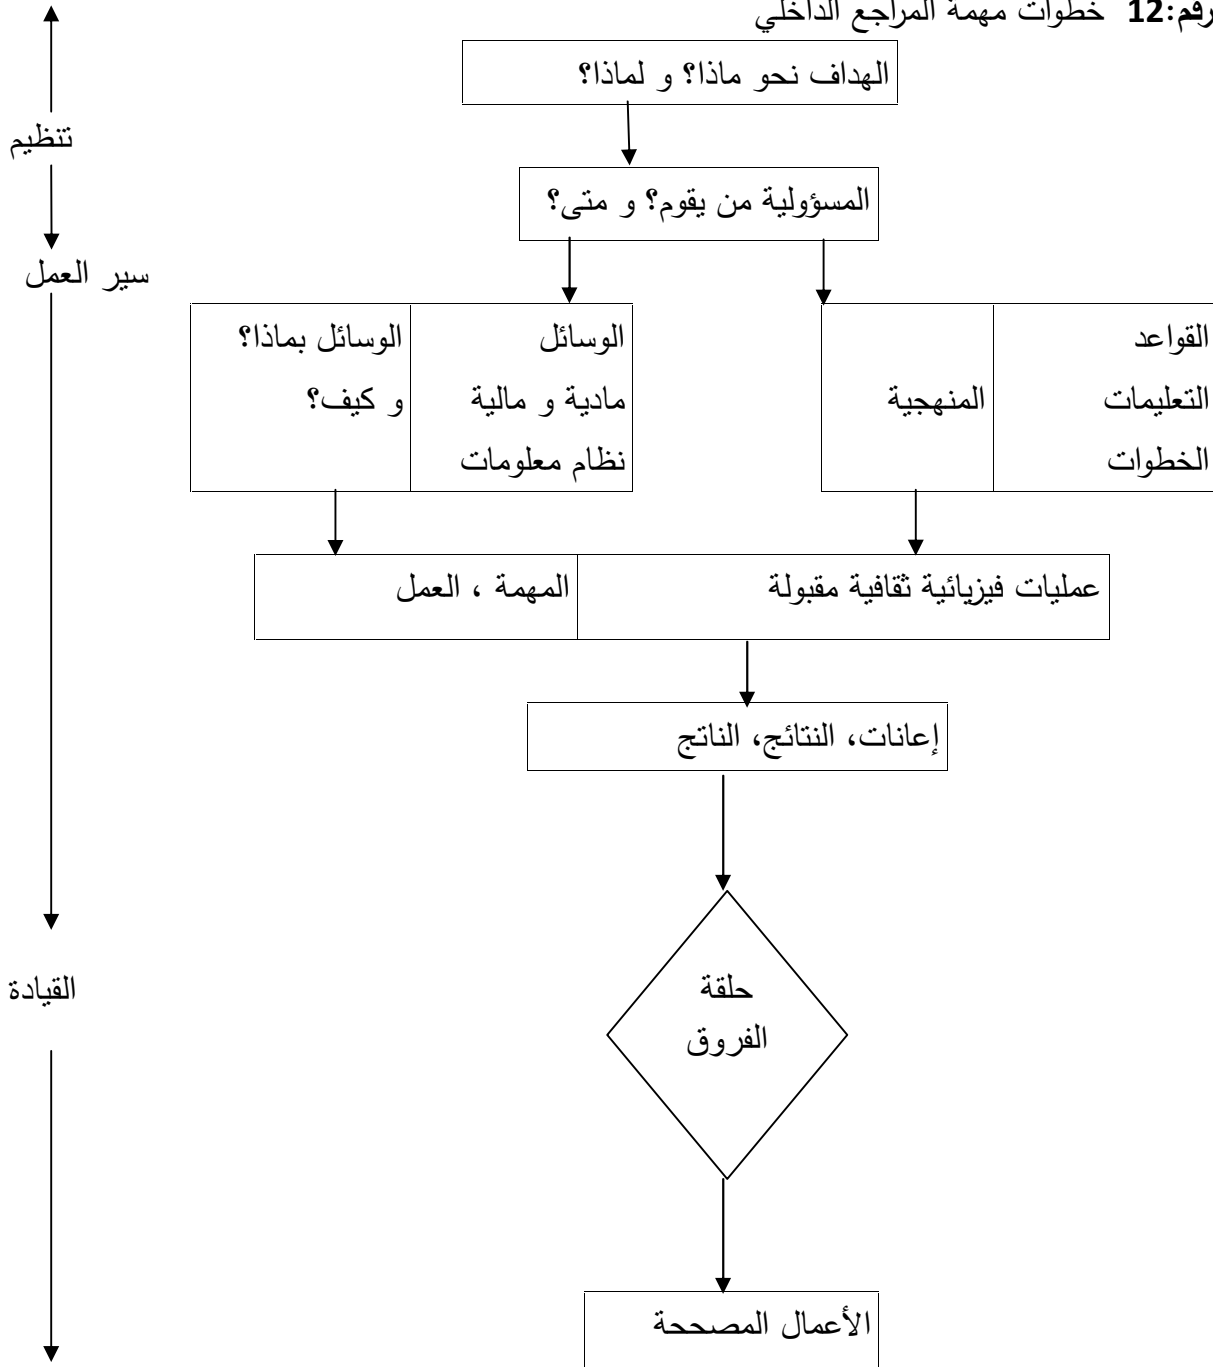 رقم:12 خطوات مهمة المراجع الداخلي
الهداف نحو ماذا؟ و لماذا؟
تنظيم
المسؤولية من يقوم؟ و متى؟
سير العمل
القواعد
التعليمات
الخطوات
المنهجية
الوسائل
مادية و مالية
نظام معلومات
الوسائل بماذا؟
و كيف؟
عمليات فيزيائية ثقافية مقبولة
المهمة ، العمل
إعانات، النتائج، الناتج
حلقة
الفروق
القيادة
الأعمال المصححة